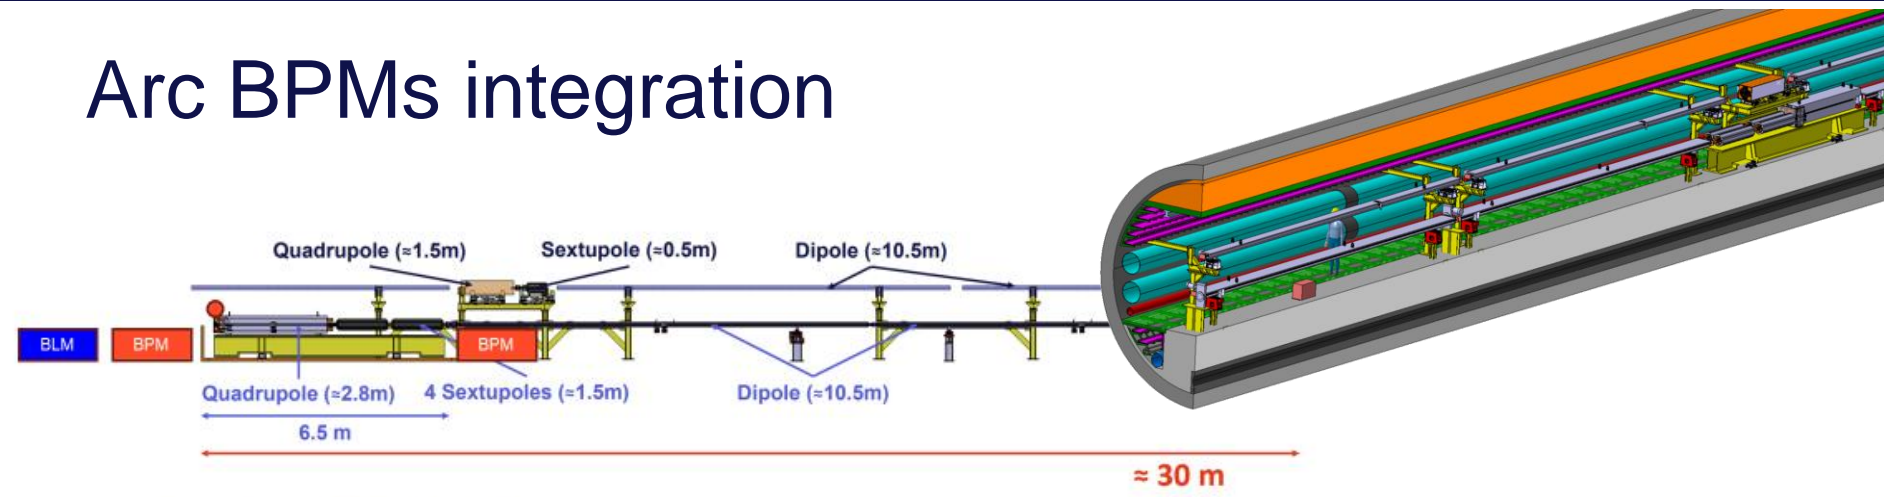 Arc BPMs integration
Quadrupole (≈1.5m)
Sextupole (≈0.5m)
Dipole (≈10.5m)
BLM
BPM
BPM
Quadrupole (≈2.8m)
4 Sextupoles (≈1.5m)
Dipole (≈10.5m)
6.5 m
≈ 30 m